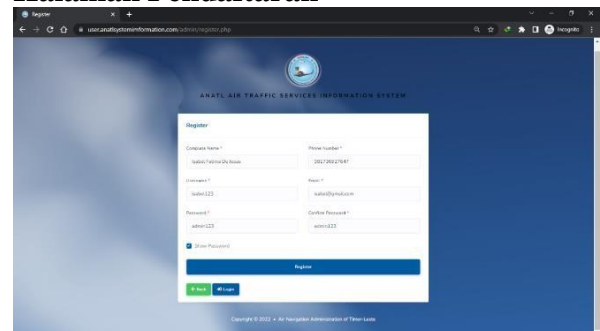 Register
user.anatlsystemimformation.com/admin/register.php
Incognito
ANATL AIR TRAFFIC SERVICES INFORMATION SYSTEM
Register
Complete Name *
Phone Number *
Username *
Email *
isabel123
isabel@gmail.com
Password *
Confirm Password *
admin123
admin123
Show Password
Register
Back
Login
Copyright © 2022 • Air Navigation Administration of Timor-Leste